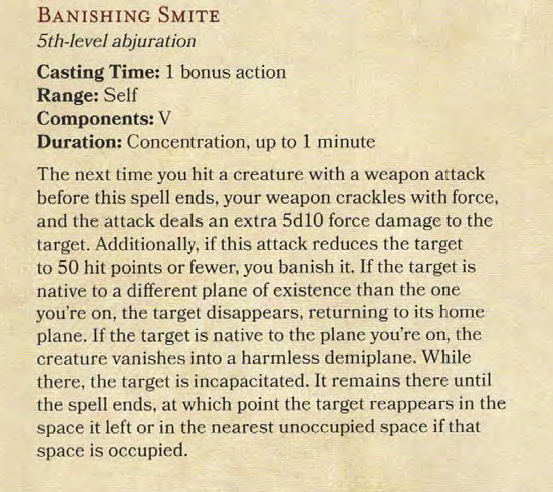 BANISHING SMITE
5th-level abjuration
Casting Time: 1 bonus action
Range: Self
Components: V
Duration: Concentration, up to 1 minute
The next time you hit a creature with a weapon attack
before this spell ends, your weapon crackles with force,
and the attack deals an extra 5d10 force damage to the
target. Additionally, if this attack reduces the target
to 50 hit points or fewer, you banish it. If the target is
native to a different plane of existence than the one
you're on, the target disappears, returning to its home
plane. If the target is native to the plane you're on, the
creature vanishes into a harmless demiplane. While
there, the target is incapacitated. It remains there until
the spell ends, at which point the target reappears in the
space it left or in the nearest unoccupied space if that
space is occupied.